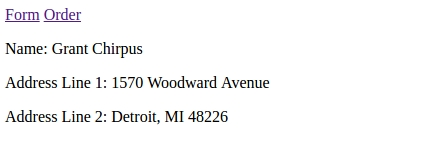 Form Order
Name: Grant Chirpus
Address Line 1: 1570 Woodward Avenue
Address Line 2: Detroit, MI 48226